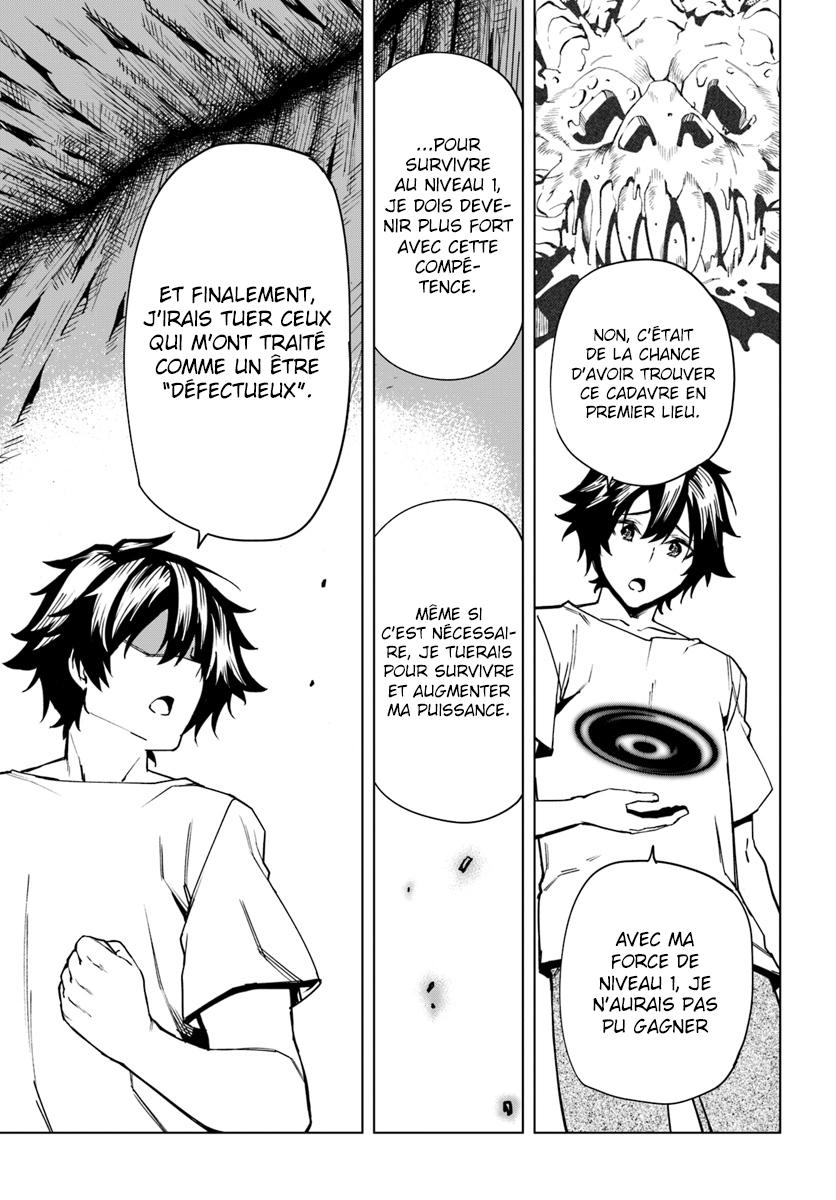 NON, C'ÉTAIT
DE LA CHANCE
D'AVOIR TROUVER
CE CADAVRE EN
PREMIER LIEU.
AVEC MA
FORCE DE
NIVEAU 1, JE
N'AURAIS PAS
PU GAGNER
...POUR
SURVIVRE
AU NIVEAU 1,
JE DOIS DEVE-
NIR PLUS FORT
AVEC CETTE
COMPÉ-
TENCE.
MÊME SI
C'EST NÉCESSAI-
RE, JE TUERAIS
POUR SURVIVRE
ET AUGMENTER
MA PUISSANCE.
ET FINALEMENT,
J'IRAIS TUER CEUX
QUI M'ONT TRAITÉ
COMME UN ÊTRE
"DÉFECTUEUX".